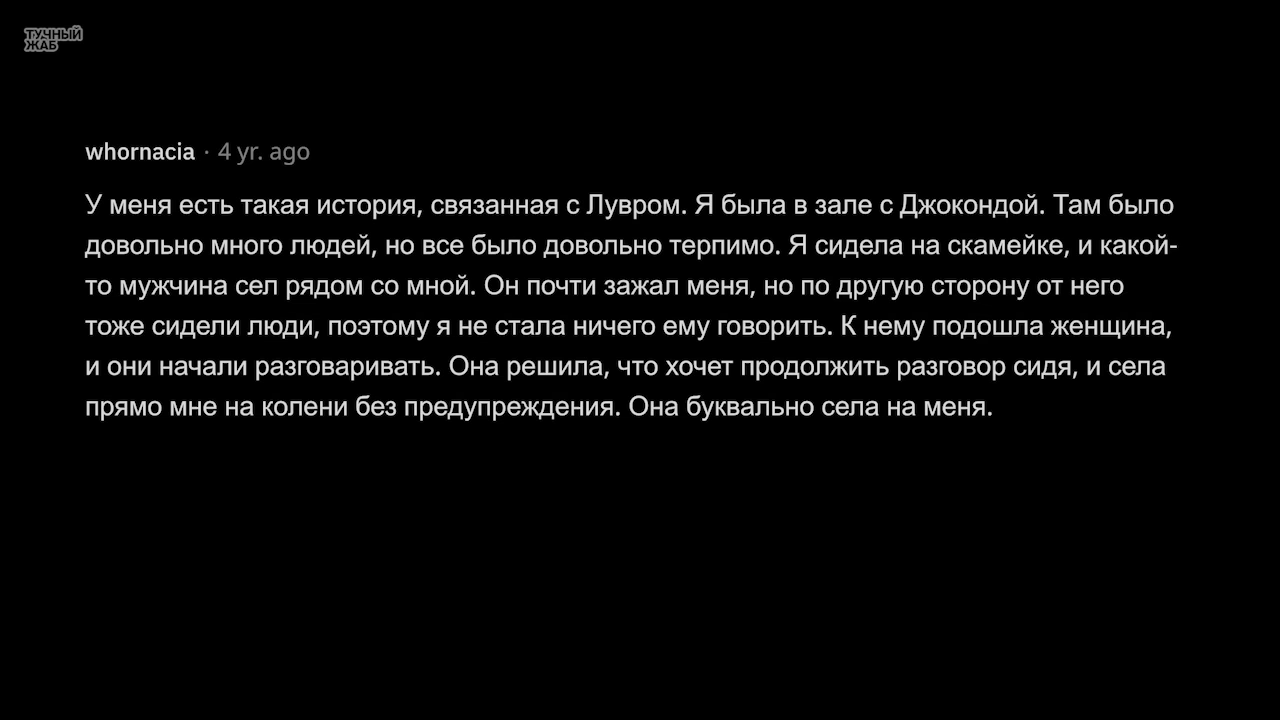 ТУЧНЫЙ
ЖАБ
whornacia · 4 yr. ago
У меня есть такая история, связанная с Лувром. Я была в зале с Джокондой. Там было
довольно много людей, но все было довольно терпимо. Я сидела на скамейке, и какой-
то мужчина сел рядом со мной. Он почти зажал меня, но по другую сторону от него
тоже сидели люди, поэтому я не стала ничего ему говорить. К нему подошла женщина,
и они начали разговаривать. Она решила, что хочет продолжить разговор сидя, и села
прямо мне на колени без предупреждения. Она буквально села на меня.